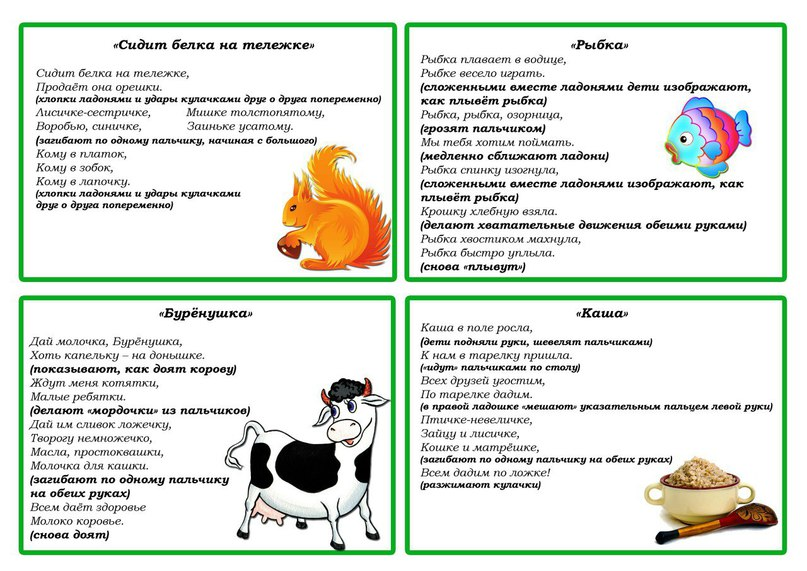 «Сидит белка на тележке»
Сидит белка на тележке,
Продаёт она орешки.
(хлопки ладонями и удары кулачками друг о друга попеременно)
Лисичке-сестричке, Мишке толстопятому,
Воробью, синичке, Заиньке усатому.
(загибают по одному пальчику, начиная с большого)
Кому в платок,
Кому в зобок,
Кому в лапочку.
(хлопки ладонями и удары кулачками
друг о друга попеременно)
«Рыбка»
Рыбка плавает в водице,
Рыбке весело играть.
(сложенными вместе ладонями дети изображают,
как плывёт рыбка)
Рыбка, рыбка, озорница,
(грозят пальчиком)
Мы тебя хотим поймать.
(медленно сближают ладони)
Рыбка спинку изогнула,
(сложенными вместе ладонями изображают, как
плывёт рыбка)
Крошку хлебную взяла.
(делают хватательные движения обеими руками)
Рыбка хвостиком махнула,
Рыбка быстро уплыла.
(снова «плывут»)
«Бурёнушка»
Дай молочка, Бурёнушка,
Хоть капельку – на донышке.
(показывают, как доят корову)
Ждут меня котятки,
Малые ребятки.
(делают «мордочки» из пальчиков)
Дай им сливок ложечку,
Творогу немножечко,
Масла, простоквашки,
Молочка для кашки.
(загибают по одному пальчику
на обеих руках)
Всем даёт здоровье
Молоко коровье.
(снова доят)
«Каша»
Каша в поле росла,
(дети подняли руки, шевелят пальчиками)
К нам в тарелку пришла.
(«идут» пальчиками по столу)
Всех друзей угостим,
По тарелке дадим.
(в правой ладошке «мешают» указательным пальцем левой руки)
Птичке-невеличке,
Зайцу и лисичке,
Кошке и матрёшке,
(загибают по одному пальчику на обеих руках)
Всем дадим по ложке!
(разжимают кулачки)